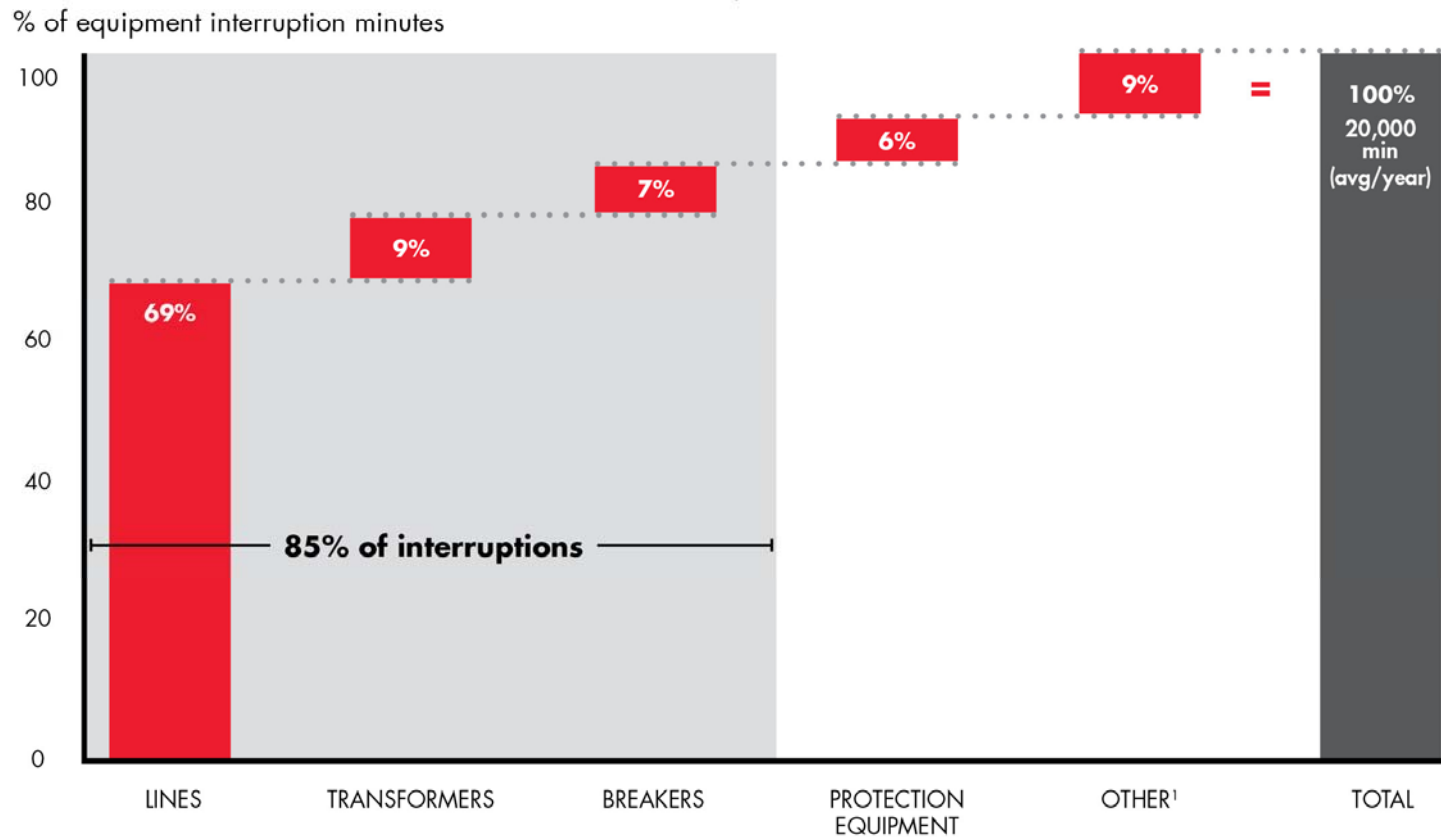 % of equipment interruption minutes
100
80
60
40
20
0
69%
9%
7%
6%
9%
=
100%
20,000
min
(avg/year)
85% of interruptions
LINES
TRANSFORMERS
BREAKERS
PROTECTION
EQUIPMENT
OTHER¹
TOTAL